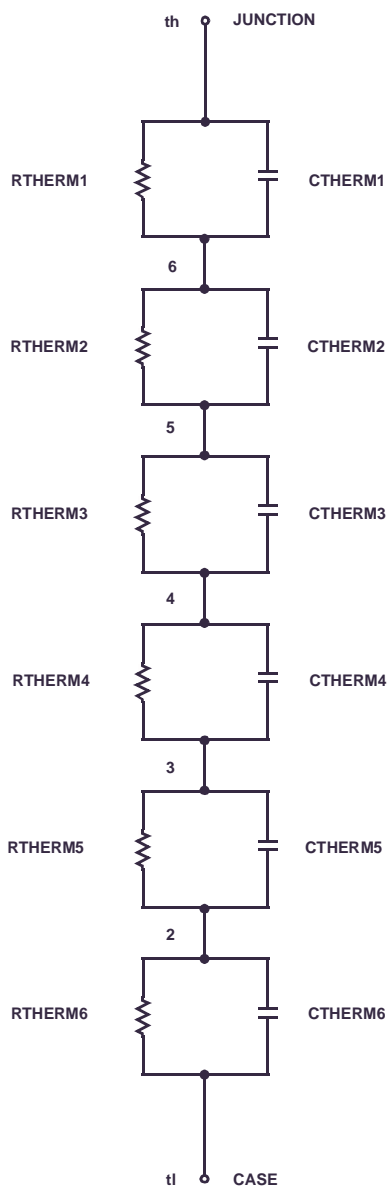 th JUNCTION
RTHERM1 CTHERM1
6
RTHERM2 CTHERM2
5
RTHERM3 CTHERM3
4
RTHERM4 CTHERM4
3
RTHERM5 CTHERM5
2
RTHERM6 CTHERM6
tl CASE